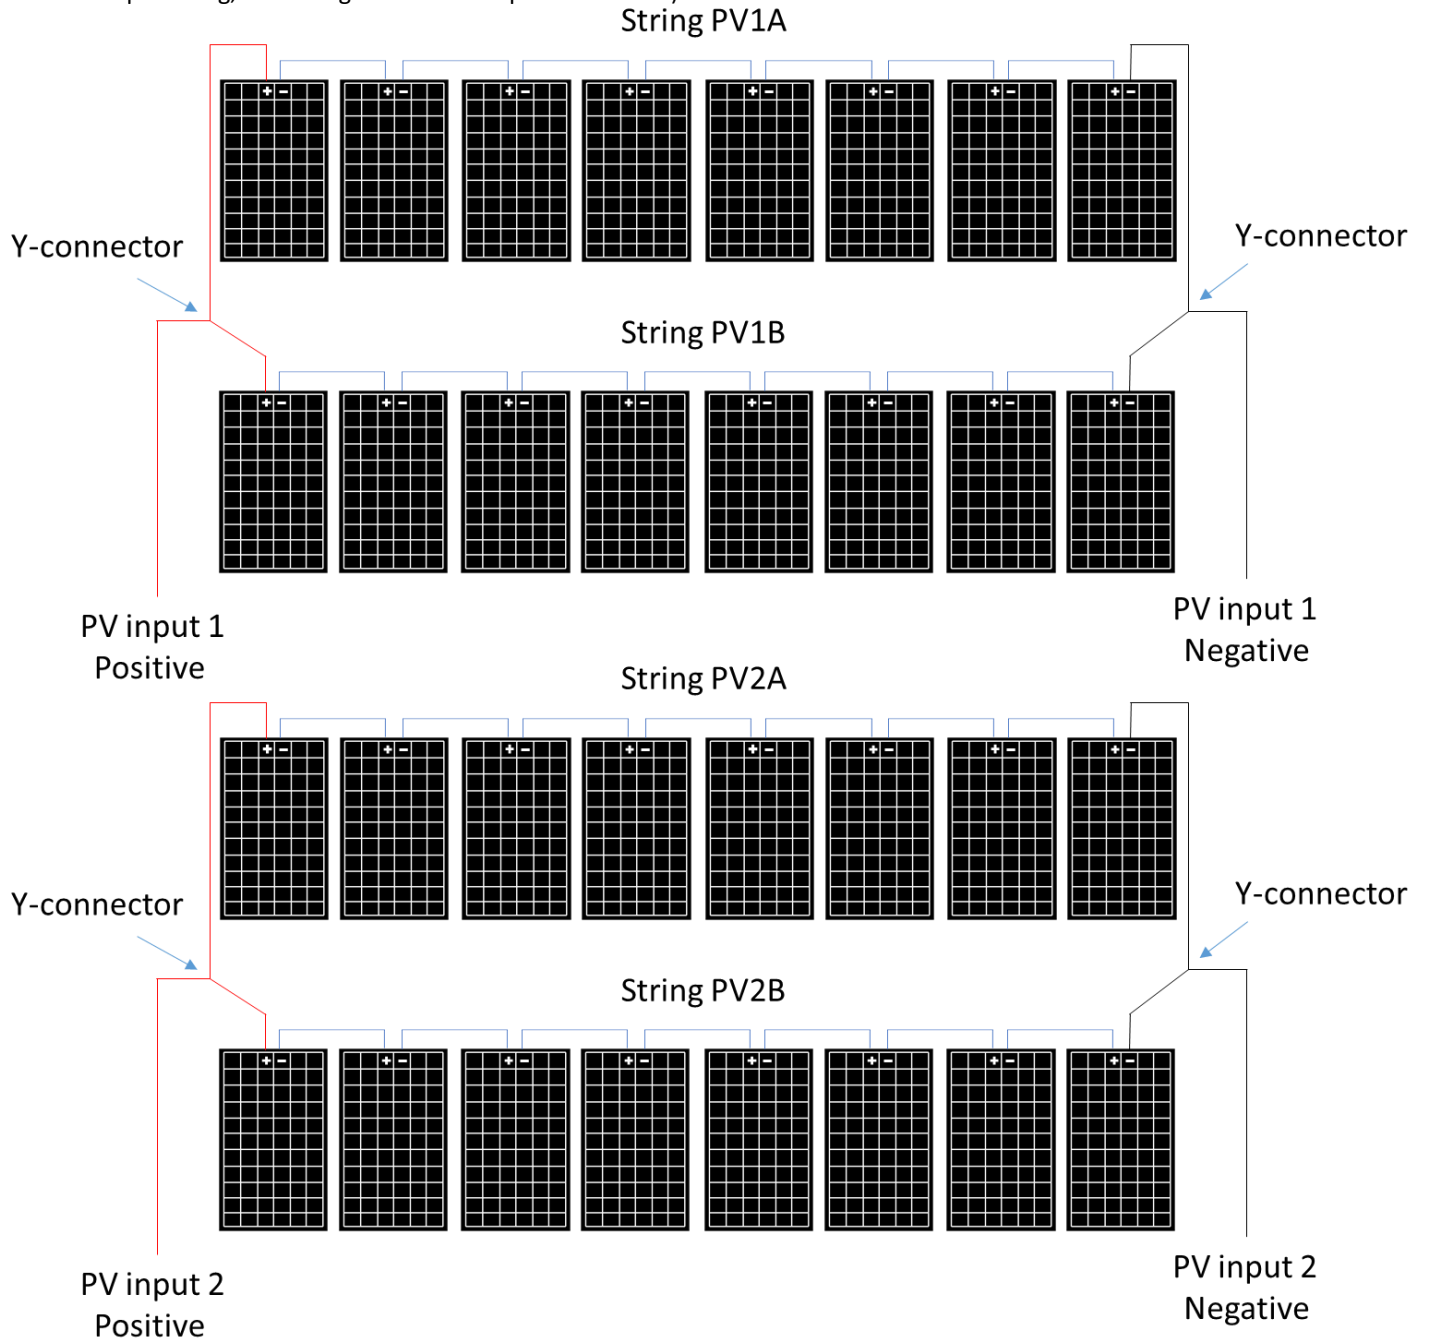 String PV1A
+ − + − + − + − + − + − + − + −
Y-connector
Y-connector
String PV1B
+ − + − + − + − + − + − + − + −
PV input 1
Positive
PV input 1
Negative
String PV2A
+ − + − + − + − + − + − + − + −
Y-connector
Y-connector
String PV2B
+ − + − + − + − + − + − + − + −
PV input 2
Positive
PV input 2
Negative